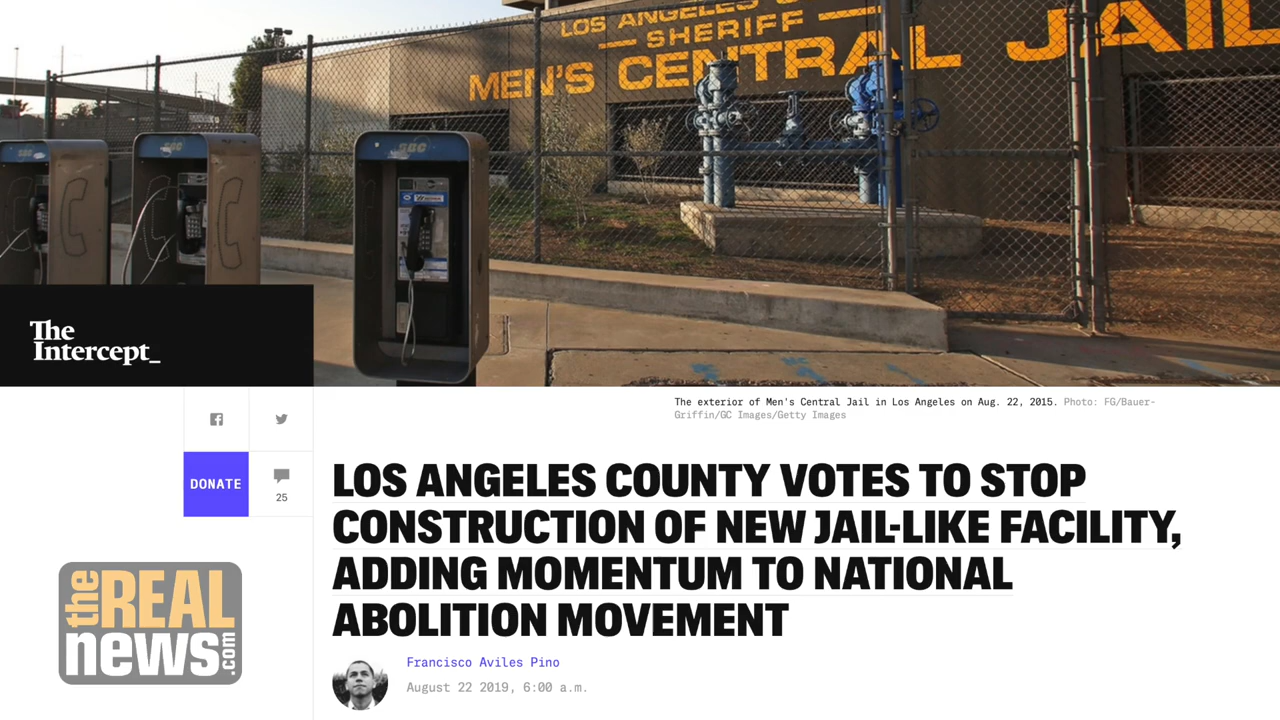 LOS ANGELES COUNTY
SHERIFF
MEN'S CENTRAL JAIL
SBC
SBC
The
Intercept_
The exterior of Men's Central Jail in Los Angeles on Aug. 22, 2015. Photo: FG/Bauer-
Griffin/GC Images/Getty Images
DONATE
25
LOS ANGELES COUNTY VOTES TO STOP
CONSTRUCTION OF NEW JAIL-LIKE FACILITY,
ADDING MOMENTUM TO NATIONAL
ABOLITION MOVEMENT
Francisco Aviles Pino
August 22 2019, 6:00 a.m.
the REAL
news.com